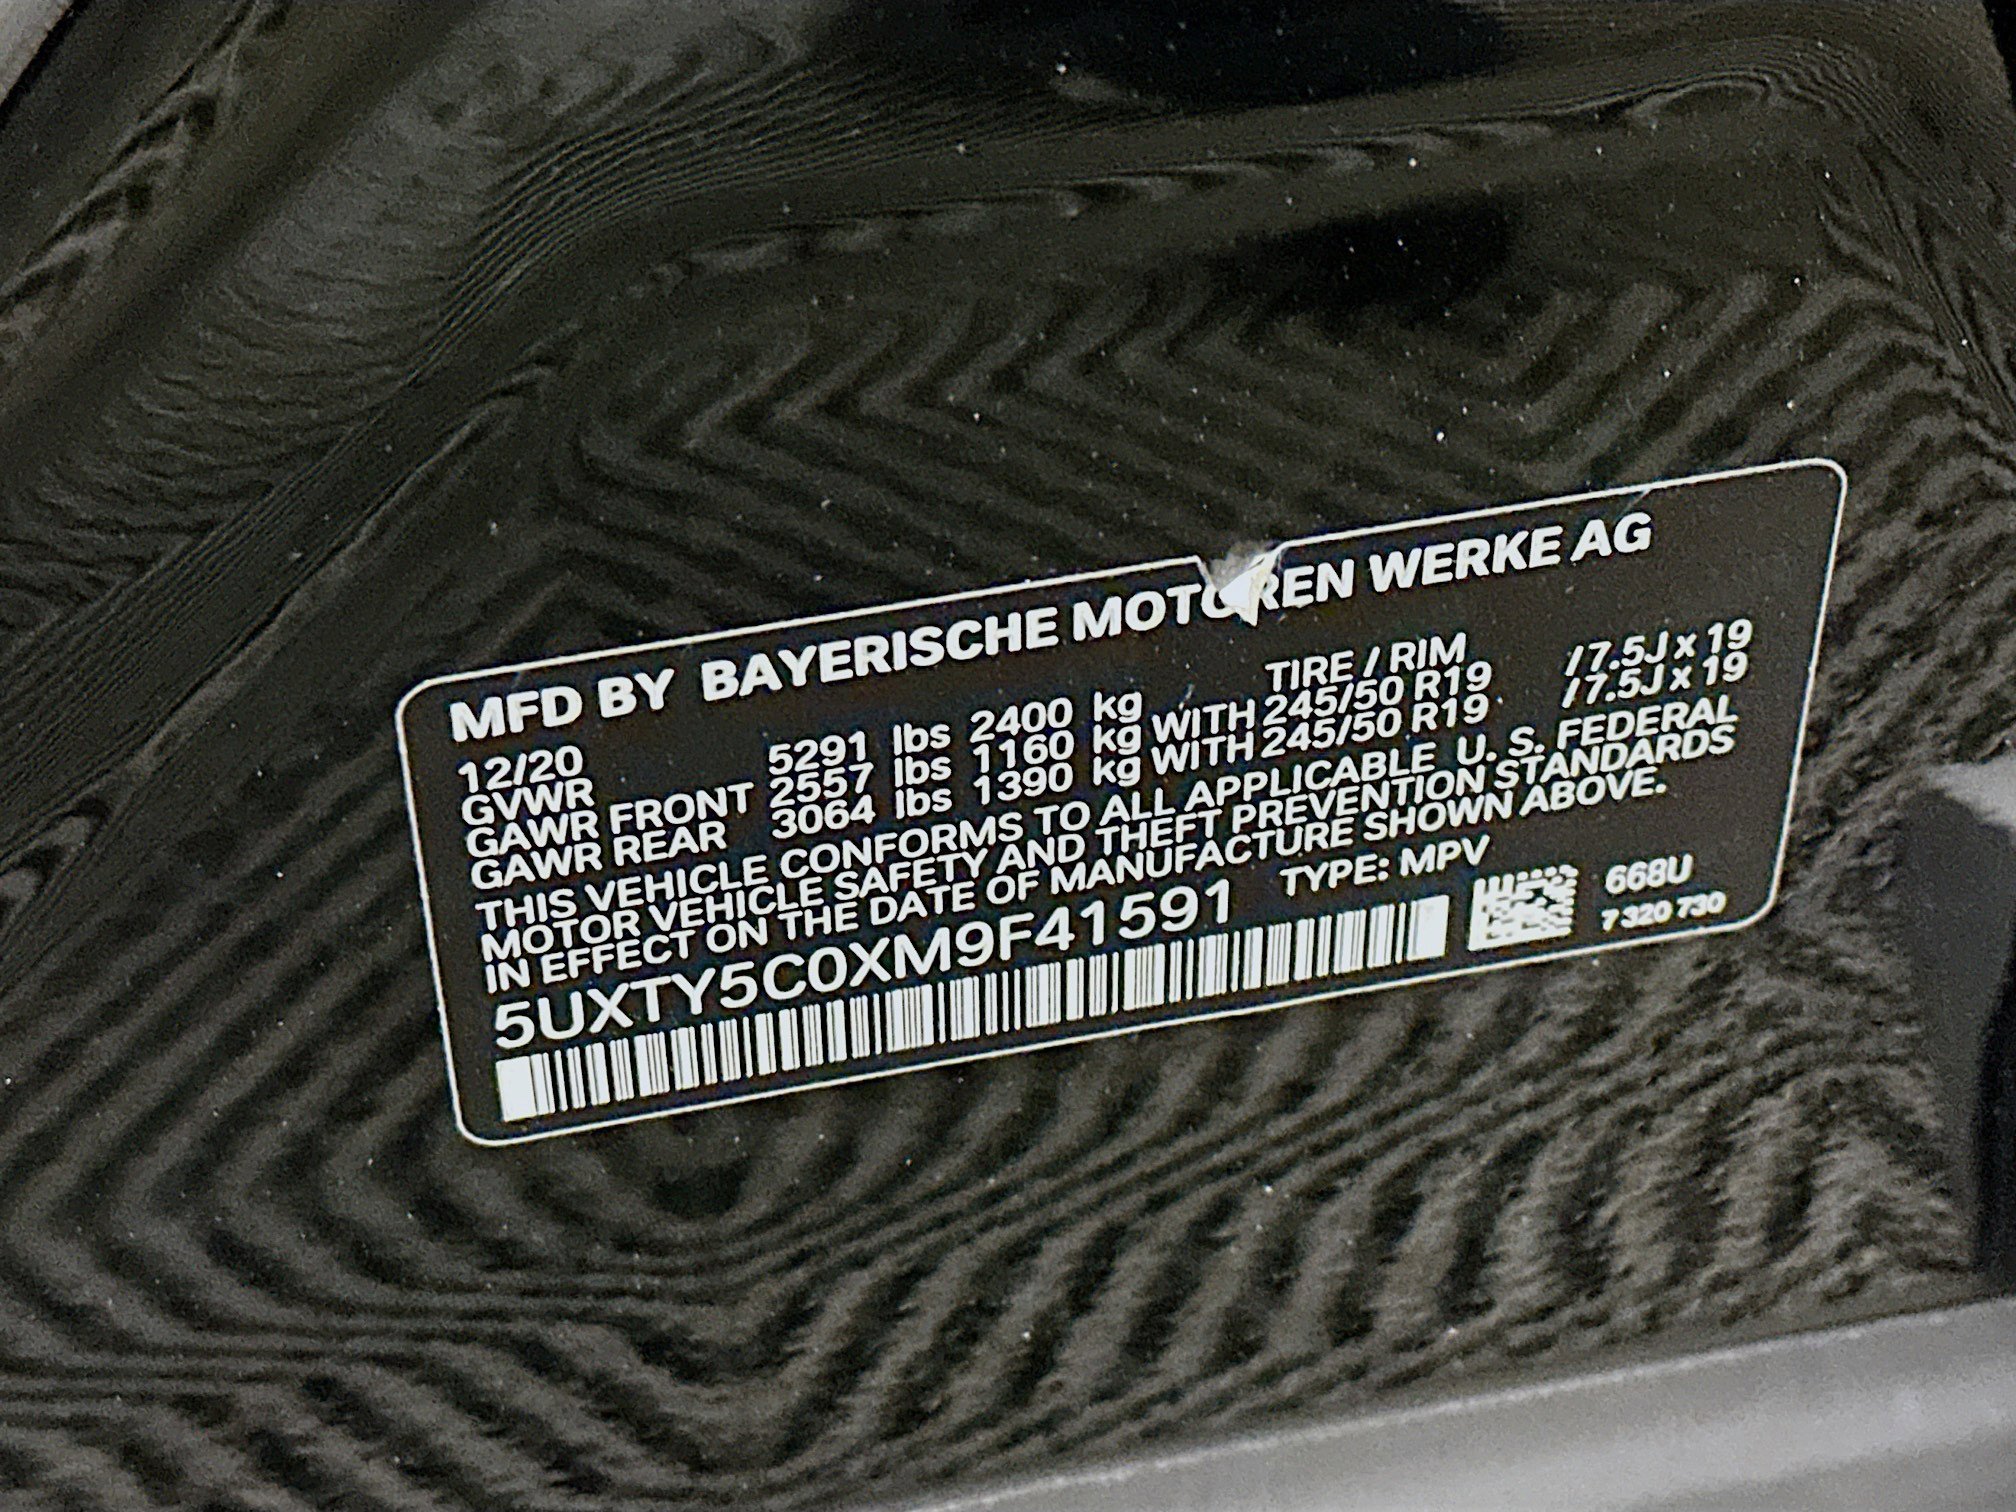 MFD BY BAYERISCHE MOTOREN WERKE AG
12/20 TIRE / RIM
GVWR 5291 lbs 2400 kg
GAWR FRONT 2557 lbs 1160 kg WITH 245/50 R19 / 7.5J x 19
GAWR REAR 3064 lbs 1390 kg WITH 245/50 R19 / 7.5J x 19
THIS VEHICLE CONFORMS TO ALL APPLICABLE U. S. FEDERAL
MOTOR VEHICLE SAFETY AND THEFT PREVENTION STANDARDS
IN EFFECT ON THE DATE OF MANUFACTURE SHOWN ABOVE.
5UXTY5C0XM9F41591 TYPE: MPV
668U
7 320 730